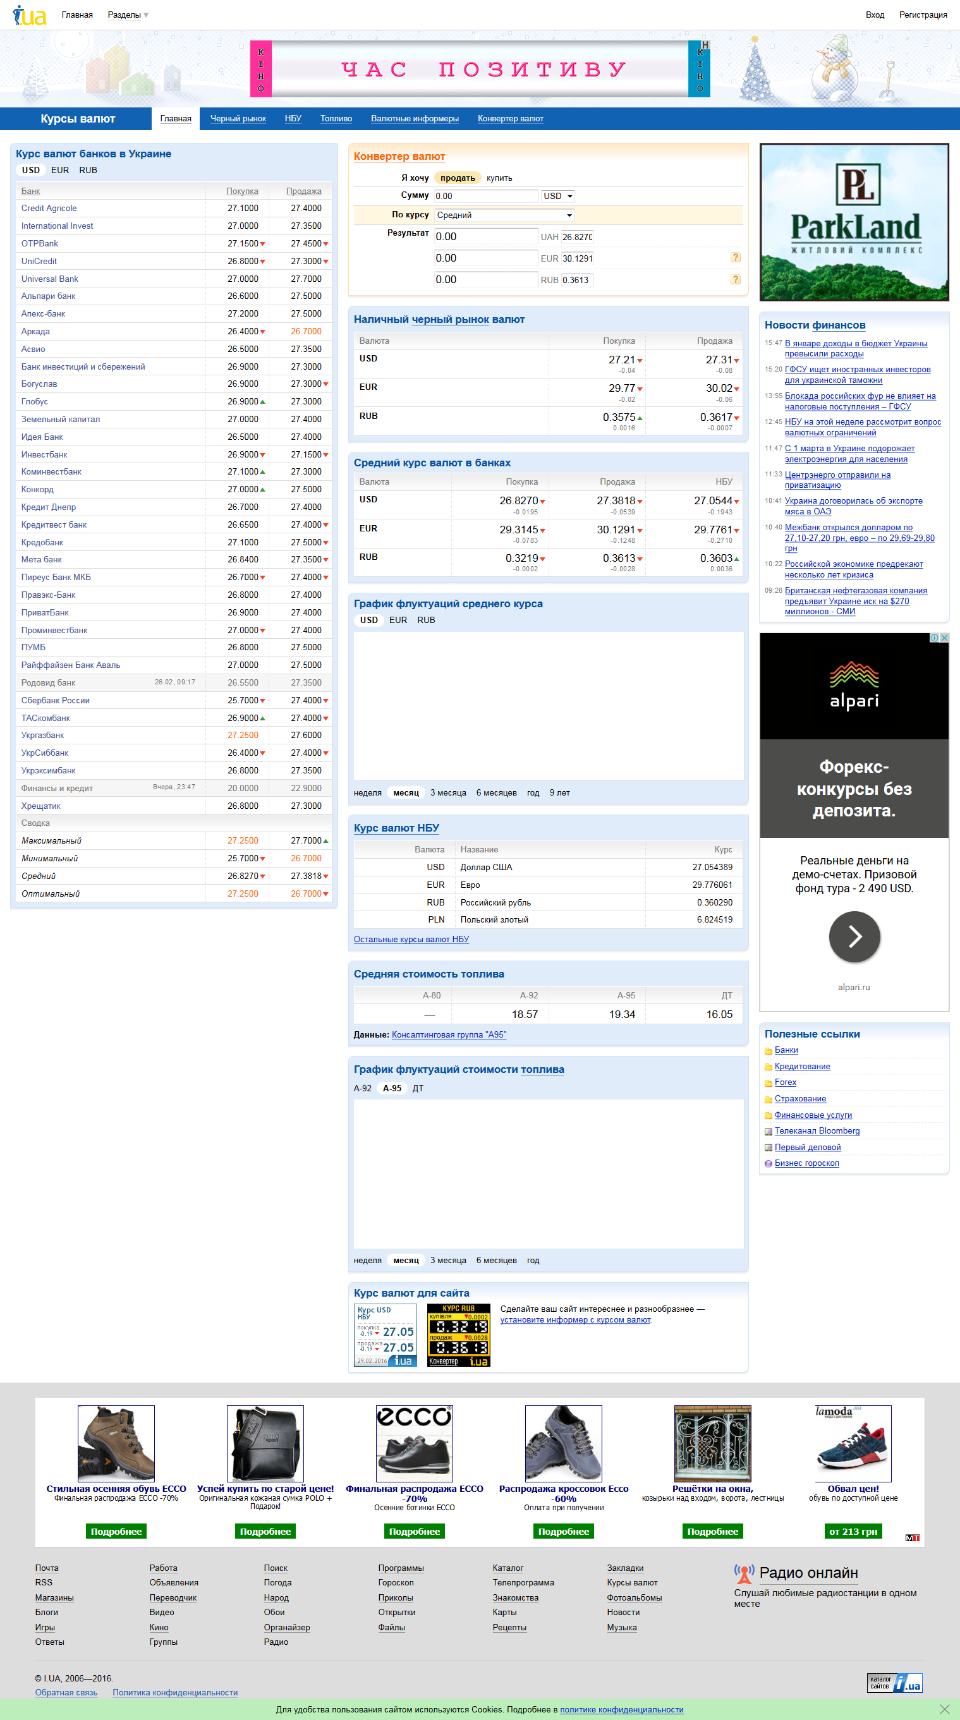 i.ua Главная Разделы Вход Регистрация
КІНО ЧАС ПОЗИТИВУ КІНО
Курсы валют Главная Черный рынок НБУ Топливо Валютные информеры Конвертер валют
Курс валют банков в Украине
USD EUR RUB
Банк Покупка Продажа
Credit Agricole 27.1000 27.4000
International Invest 27.0000 27.3500
OTPBank 27.1500 27.4500
UniCredit 26.8000 27.3000
Universal Bank 27.0000 27.7000
Альпари банк 26.6000 27.5000
Апекс-банк 27.2000 27.5000
Аркада 26.4000 26.7000
Асвио 26.5000 27.3500
Банк инвестиций и сбережений 26.9000 27.3000
Богуслав 26.9000 27.3000
Глобус 26.9000 27.3000
Земельный капитал 27.0000 27.4000
Идея Банк 26.5000 27.4000
Инвестбанк 26.9000 27.1500
Коминвестбанк 27.1000 27.3000
Конкорд 27.0000 27.5000
Кредит Днепр 26.7000 27.4000
Кредитвест банк 26.6500 27.4000
Кредобанк 27.1000 27.5000
Мета банк 26.8400 27.3500
Пиреус Банк МКБ 26.7000 27.4000
Правэкс-Банк 26.8000 27.4000
ПриватБанк 26.9000 27.4000
Проминвестбанк 27.0000 27.4000
ПУМБ 26.8000 27.5000
Райффайзен Банк Аваль 27.0000 27.5000
Родовид банк 26.02, 09:17 26.5500 27.3500
Сбербанк России 25.7000 27.4000
ТАСкомбанк 26.9000 27.4000
Укргазбанк 27.2500 27.6000
УкрСиббанк 26.4000 27.4000
Укрэксимбанк 26.8000 27.3500
Финансы и кредит Вчера, 23:47 20.0000 22.9000
Хрещатик 26.8000 27.3000
Сводка
Максимальный 27.2500 27.7000
Минимальный 25.7000 26.7000
Средний 26.8270 27.3818
Оптимальный 27.2500 26.7000
Конвертер валют
Я хочу продать купить
Сумму 0.00 USD
По курсу Средний
Результат 0.00 UAH 26.8270
0.00 EUR 30.1291 ?
0.00 RUB 0.3613 ?
Наличный черный рынок валют
Валюта Покупка Продажа
USD 27.21 27.31
-0.04 -0.08
EUR 29.77 30.02
-0.02 -0.06
RUB 0.3575 0.3617
0.0016 -0.0007
Средний курс валют в банках
Валюта Покупка Продажа НБУ
USD 26.8270 27.3818 27.0544
-0.0195 -0.0539 -0.1943
EUR 29.3145 30.1291 29.7761
-0.0783 -0.1248 -0.2710
RUB 0.3219 0.3613 0.3603
-0.0002 -0.0028 0.0036
График флуктуаций среднего курса
USD EUR RUB
неделя месяц 3 месяца 6 месяцев год 9 лет
Курс валют НБУ
Валюта Название Курс
USD Доллар США 27.054389
EUR Евро 29.776061
RUB Российский рубль 0.360290
PLN Польский злотый 6.824519
Остальные курсы валют НБУ
Средняя стоимость топлива
А-80 А-92 А-95 ДТ
— 18.57 19.34 16.05
Данные: Консалтинговая группа "А95"
График флуктуаций стоимости топлива
А-92 А-95 ДТ
неделя месяц 3 месяца 6 месяцев год
Курс валют для сайта
Курс USD
НБУ
покупка
-0.19 27.05
продажа
-0.19 27.05
29.02.2016 i.ua
КУРС RUB
купівля 0.0002
0.3219
продаж 0.0028
0.3613
Конвертер i.ua
Сделайте ваш сайт интереснее и разнообразнее —
установите информер с курсом валют.
PL
ParkLand
ЖИТЛОВИЙ КОМПЛЕКС
Новости финансов
15:47 В январе доходы в бюджет Украины
превысили расходы
15:20 ГФСУ ищет иностранных инвесторов
для украинской таможни
13:55 Блокада российских фур не влияет на
налоговые поступления – ГФСУ
12:45 НБУ на этой неделе рассмотрит вопрос
валютных ограничений
11:47 С 1 марта в Украине подорожает
электроэнергия для населения
11:33 Центрэнерго отправили на
приватизацию
10:41 Украина договорилась об экспорте
мяса в ОАЭ
10:40 Межбанк открылся долларом по
27,10-27,20 грн, евро – по 29,69-29,80
грн
10:22 Российской экономике предрекают
несколько лет кризиса
09:26 Британская нефтегазовая компания
предъявит Украине иск на $270
миллионов - СМИ
alpari
Форекс-
конкурсы без
депозита.
Реальные деньги на
демо-счетах. Призовой
фонд тура - 2 490 USD.
alpari.ru
Полезные ссылки
Банки
Кредитование
Forex
Страхование
Финансовые услуги
Телеканал Bloomberg
Первый деловой
Бизнес гороскоп
ecco
lamoda
Стильная осенняя обувь ECCO
Финальная распродажа ECCO -70%
Подробнее
Успей купить по старой цене!
Оригинальная кожаная сумка POLO +
Подарок!
Подробнее
Финальная распродажа ECCO
-70%
Осенние ботинки ECCO
Подробнее
Распродажа кроссовок Ecco
-60%
Оплата при получении
Подробнее
Решётки на окна,
козырьки над входом, ворота, лестницы
Подробнее
Обвал цен!
обувь по доступной цене
от 213 грн
МТ
Почта Работа Поиск Программы Каталог Закладки
RSS Объявления Погода Гороскоп Телепрограмма Курсы валют
Магазины Переводчик Народ Приколы Знакомства Фотоальбомы
Блоги Видео Обои Открытки Карты Новости
Игры Кино Органайзер Файлы Рецепты Музыка
Ответы Группы Радио
Радио онлайн
Слушай любимые радиостанции в одном
месте
© I.UA, 2006—2016.
Обратная связь Политика конфиденциальности
каталог
сайтов i.ua
Для удобства пользования сайтом используются Cookies. Подробнее в политике конфиденциальности